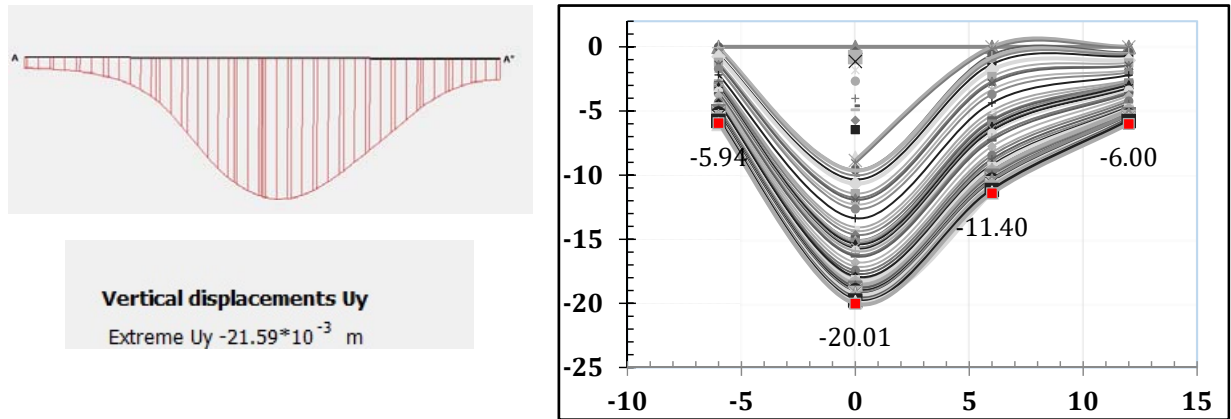 A A*
Vertical displacements Uy
Extreme Uy -21.59*10⁻³ m
0
-5
-10
-15
-20
-25
-10 -5 0 5 10 15
-5.94
-6.00
-11.40
-20.01